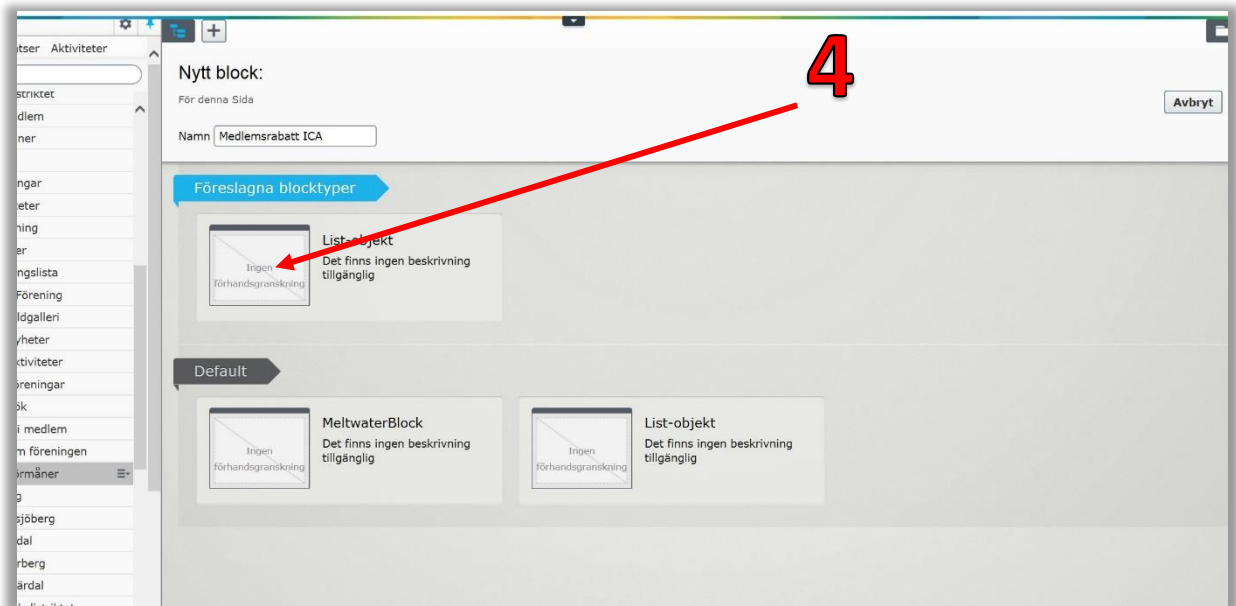 Aktiviteter
Nytt block:
För denna Sida
Namn Medlemsrabatt ICA
Avbryt
4
Föreslagna blocktyper
Ingen
förhandsgranskning
List-objekt
Det finns ingen beskrivning
tillgänglig
Default
Ingen
förhandsgranskning
MeltwaterBlock
Det finns ingen beskrivning
tillgänglig
Ingen
förhandsgranskning
List-objekt
Det finns ingen beskrivning
tillgänglig
striktet
dlem
ner
ngar
ning
er
ngslista
Förening
ldgalleri
yheter
ktiviteter
öreningar
ök
i medlem
m föreningen
örmåner
g
sjöberg
dal
rberg
ärdal